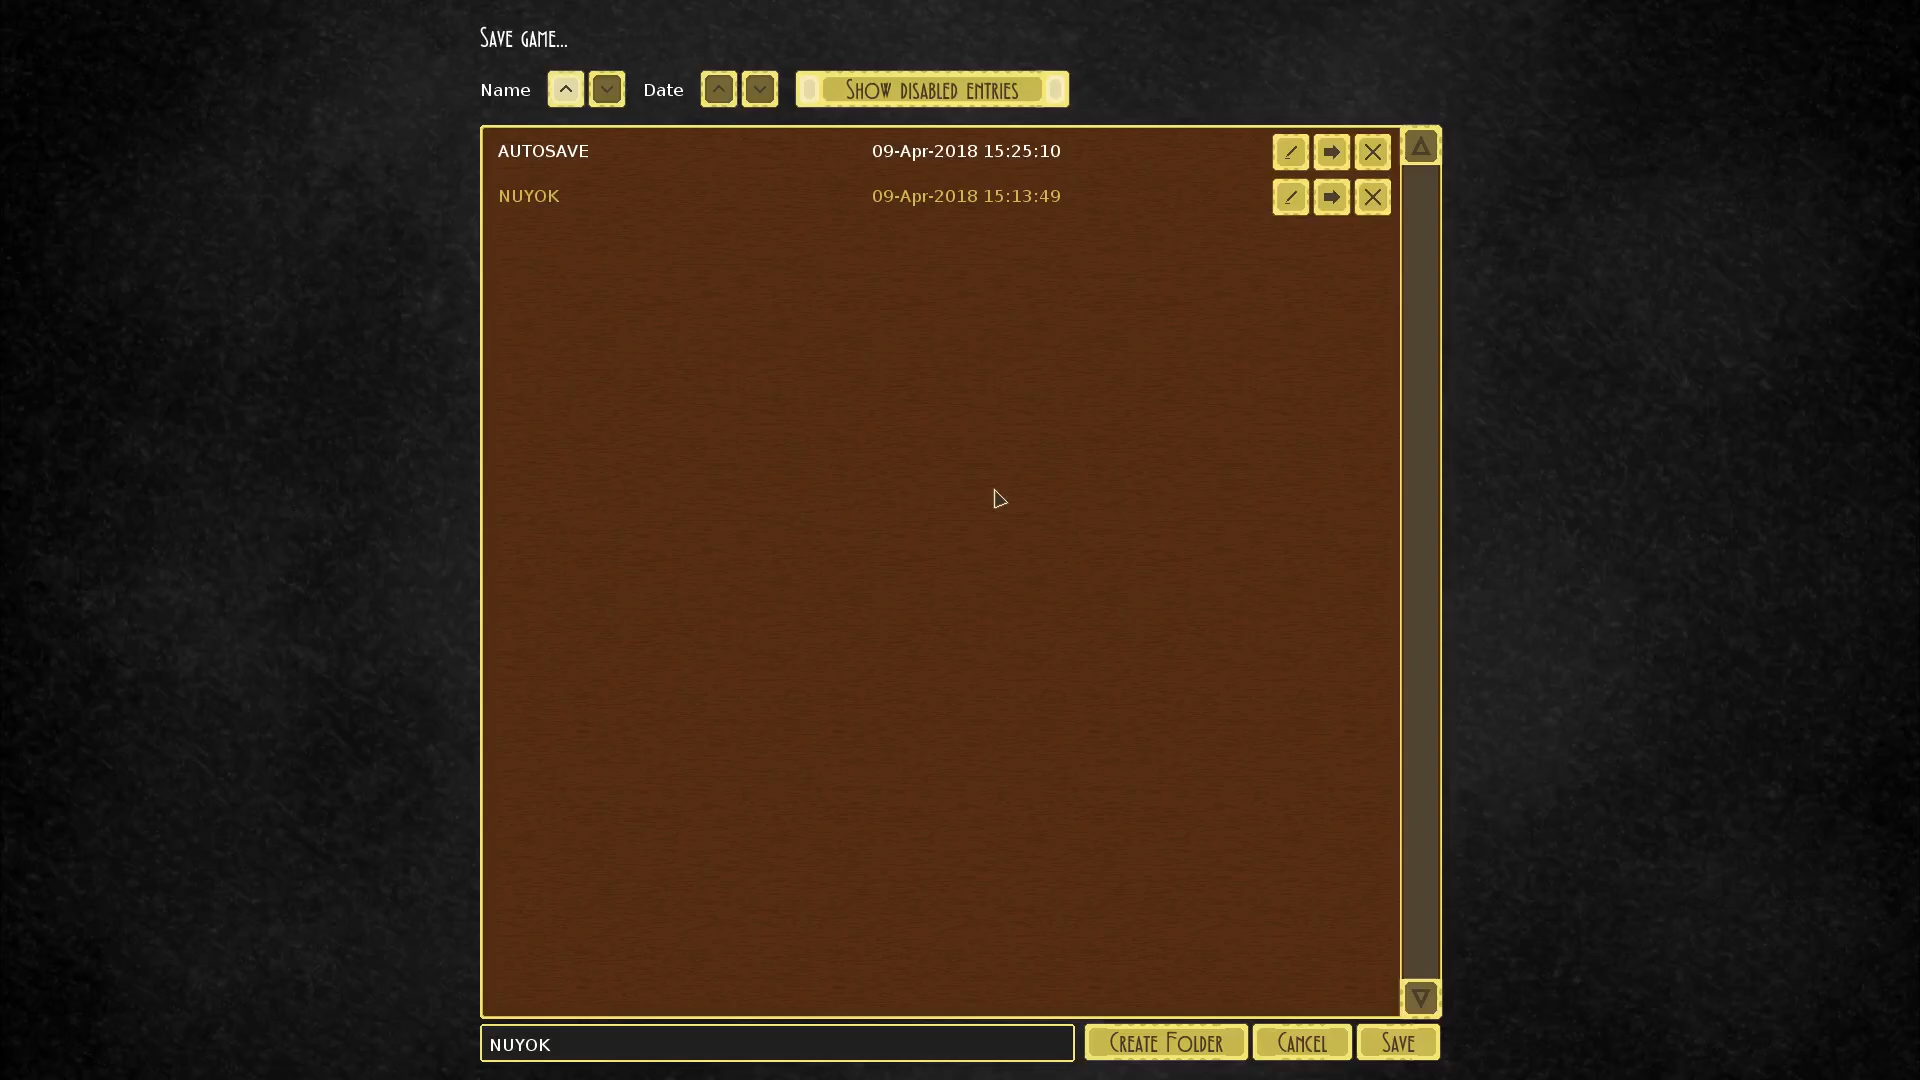 SAVE GAME...
Name Date SHOW DISABLED ENTRIES
AUTOSAVE 09-Apr-2018 15:25:10
NUYOK 09-Apr-2018 15:13:49
NUYOK CREATE FOLDER CANCEL SAVE